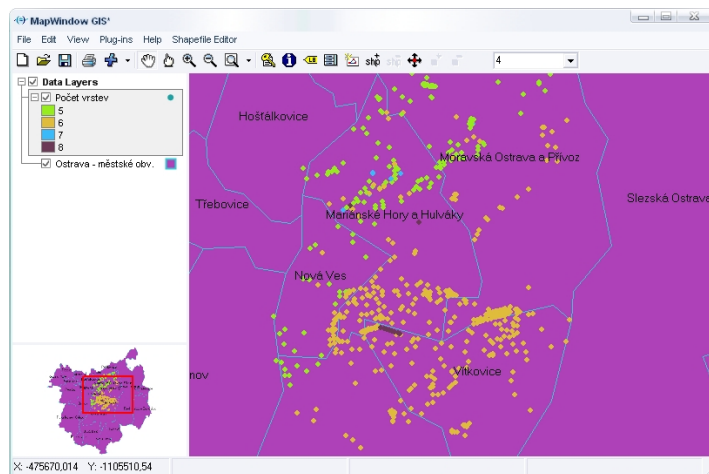 MapWindow GIS*
File Edit View Plug-ins Help Shapefile Editor
shp shp 4
Data Layers
Počet vrstev
5
6
7
8
Ostrava - městské obv.
Hošťálkovice
Moravská Ostrava a Přívoz
Třebovice
Slezská Ostrava
Mariánské Hory a Hulváky
Nová Ves
nov
Vítkovice
X: -475670,014 Y: -1105510,54